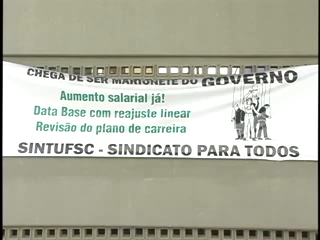 CHEGA DE SER MARIONETE DO GOVERNO
Aumento salarial já!
Data Base com reajuste linear
Revisão do plano de carreira
SINTUFSC - SINDICATO PARA TODOS